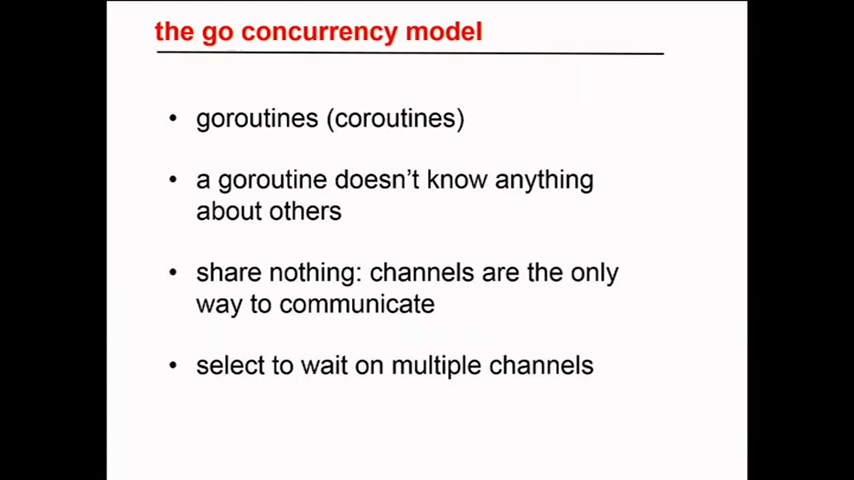 the go concurrency model
• goroutines (coroutines)
• a goroutine doesn’t know anything
about others
• share nothing: channels are the only
way to communicate
• select to wait on multiple channels